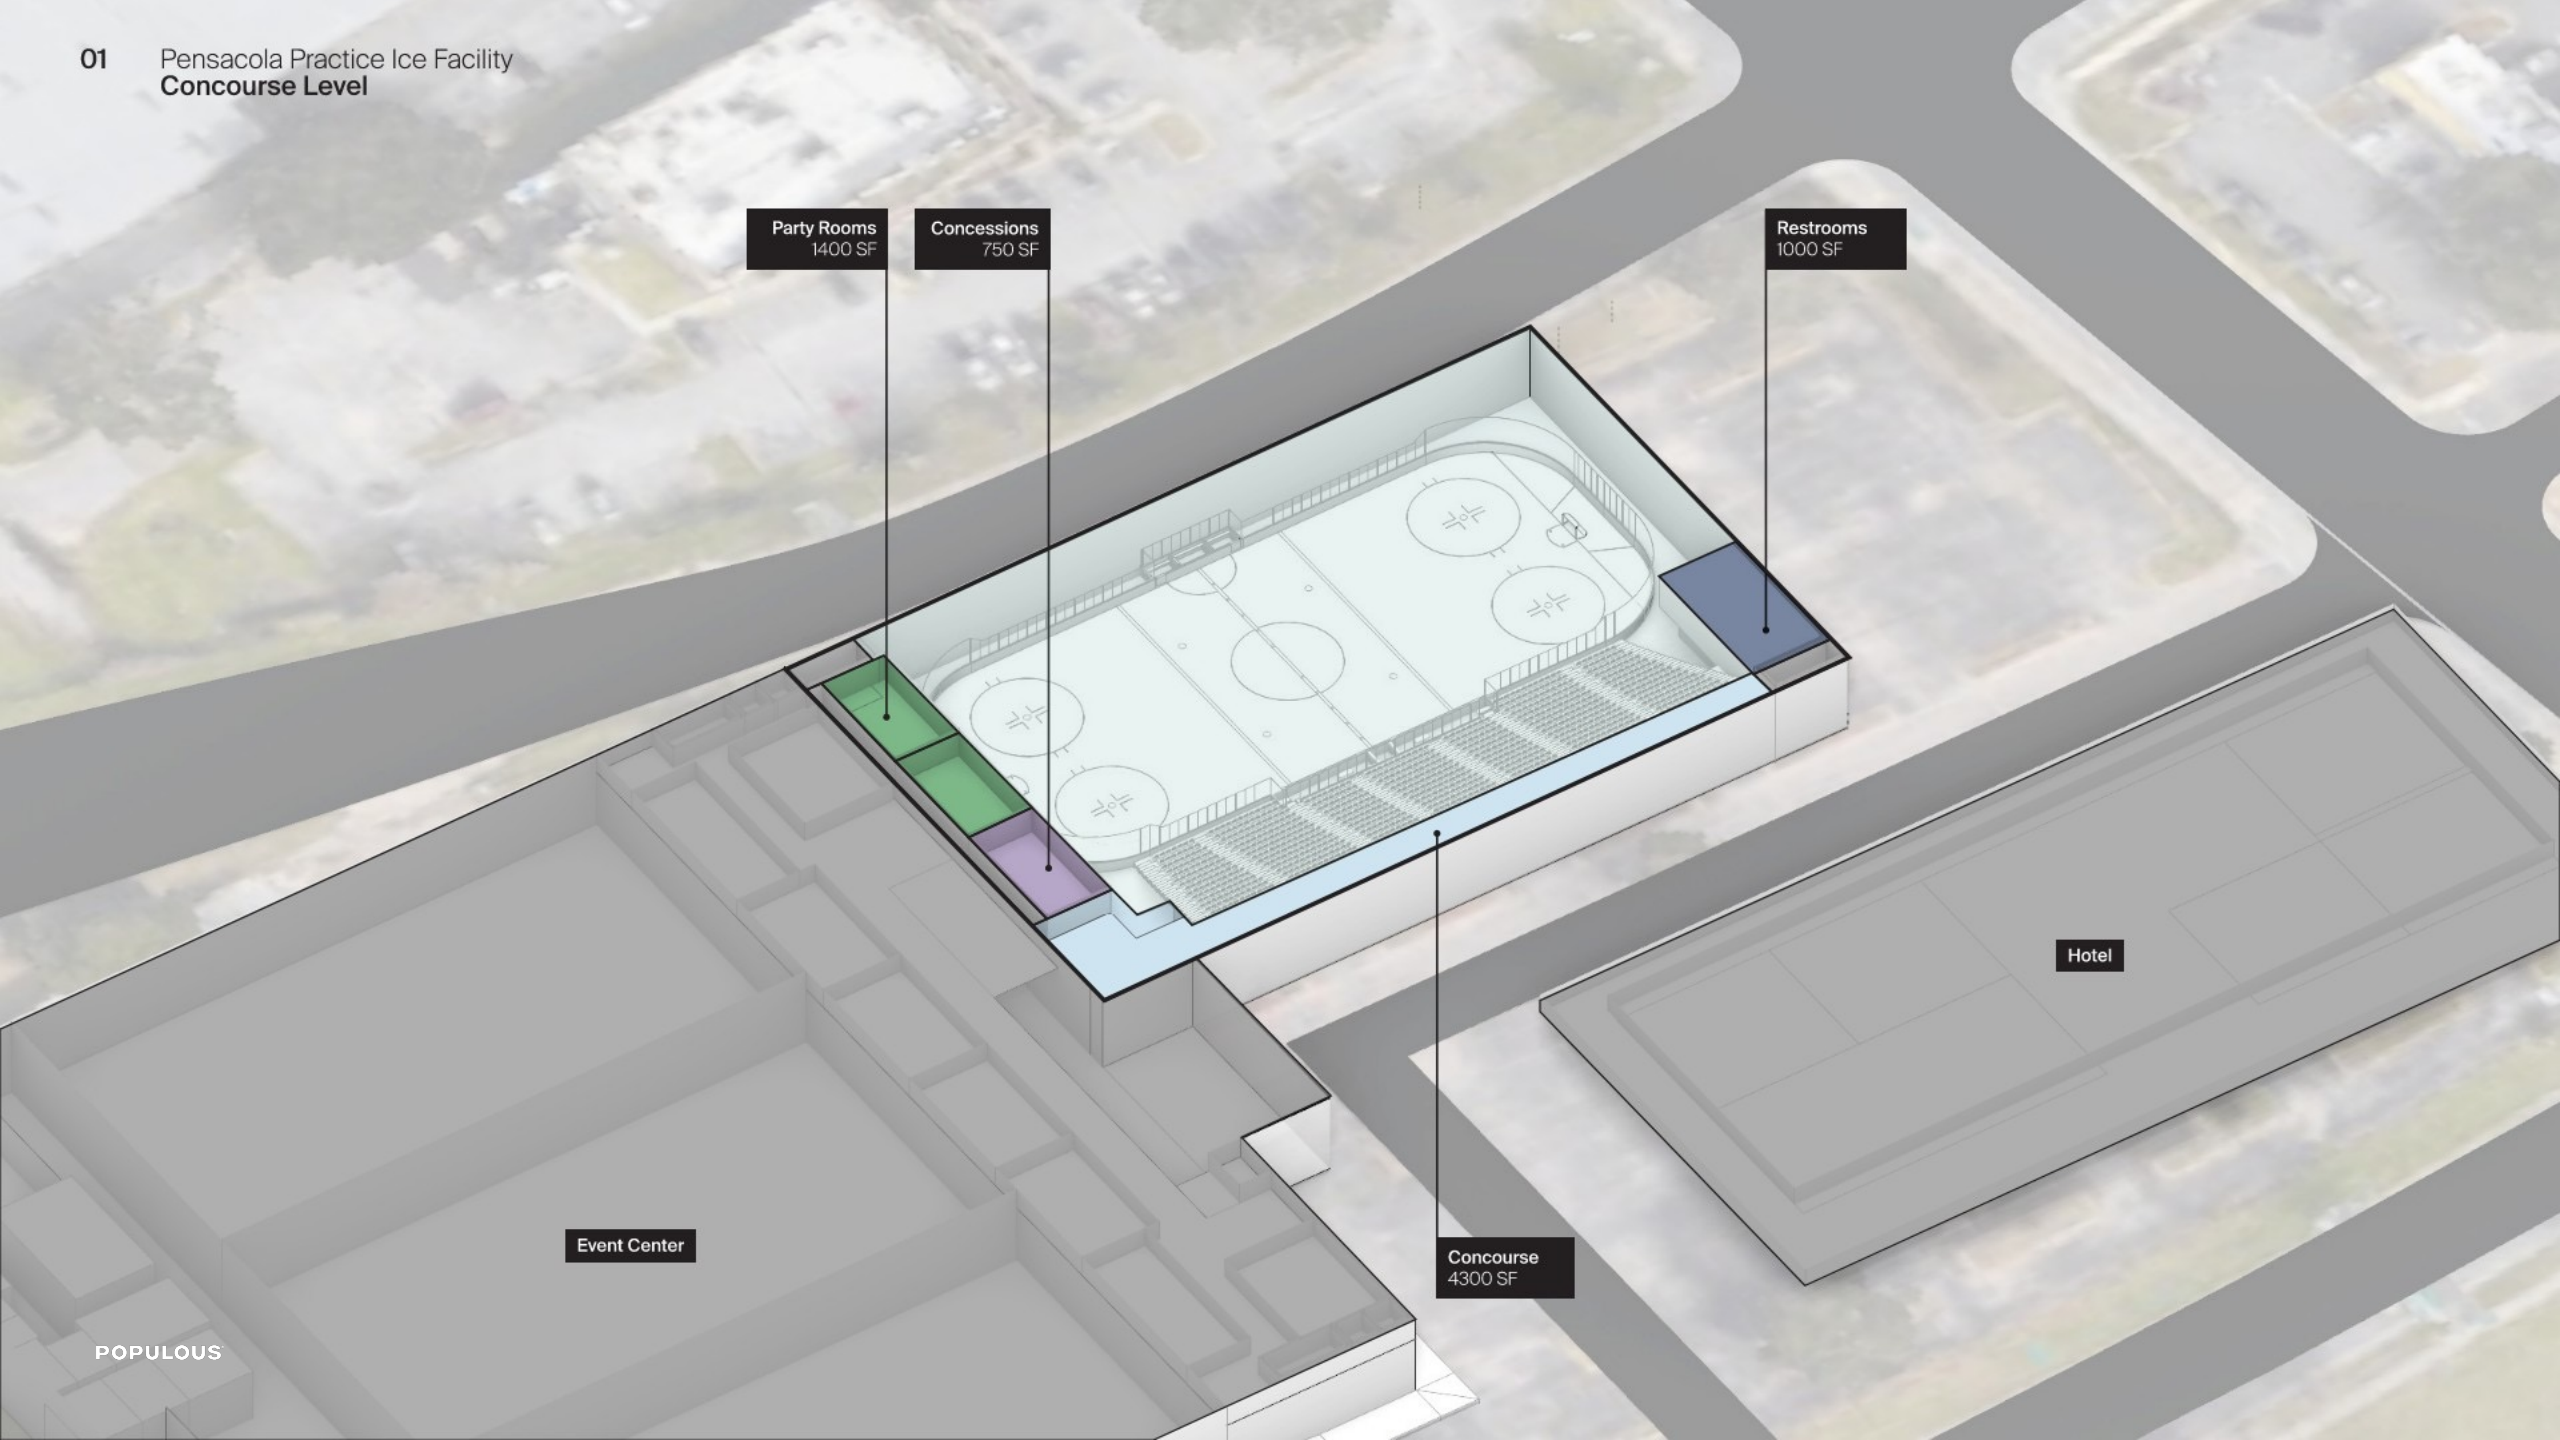 01
Pensacola Practice Ice Facility
Concourse Level
Party Rooms
1400 SF
Concessions
750 SF
Restrooms
1000 SF
Hotel
Event Center
Concourse
4300 SF
POPULOUS